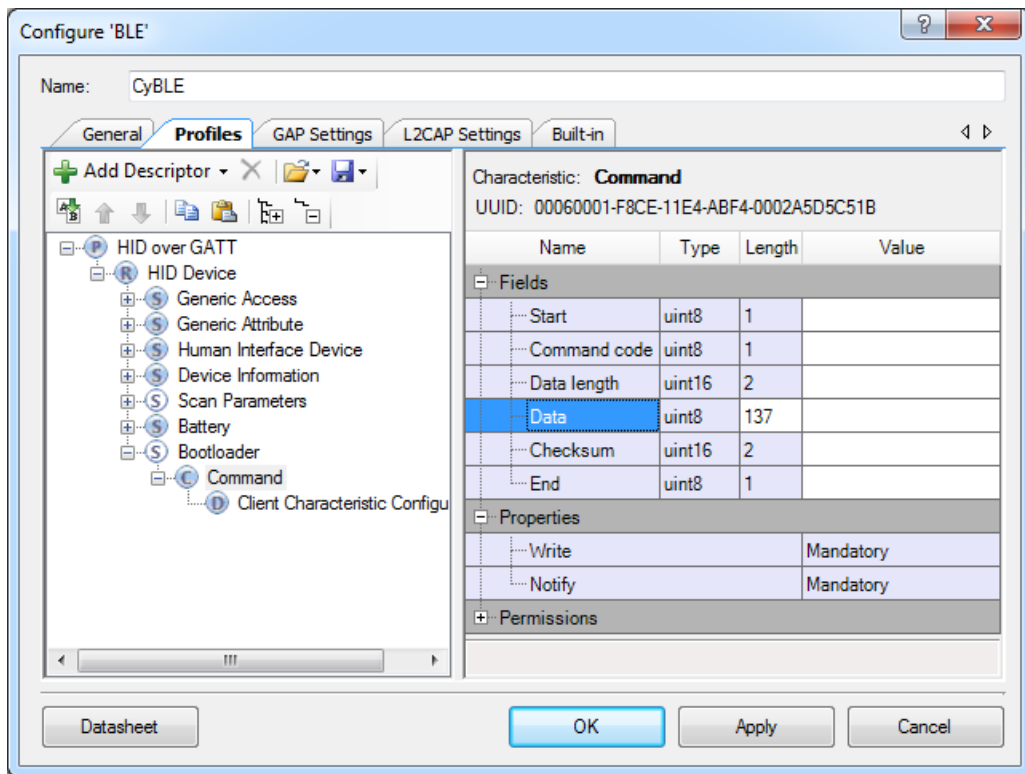 Configure 'BLE'
Name: CyBLE
General Profiles GAP Settings L2CAP Settings Built-in
Add Descriptor
HID over GATT
HID Device
Generic Access
Generic Attribute
Human Interface Device
Device Information
Scan Parameters
Battery
Bootloader
Command
Client Characteristic Configu
Characteristic: Command
UUID: 00060001-F8CE-11E4-ABF4-0002A5D5C51B
Name Type Length Value
Fields
Start uint8 1
Command code uint8 1
Data length uint16 2
Data uint8 137
Checksum uint16 2
End uint8 1
Properties
Write Mandatory
Notify Mandatory
Permissions
Datasheet OK Apply Cancel